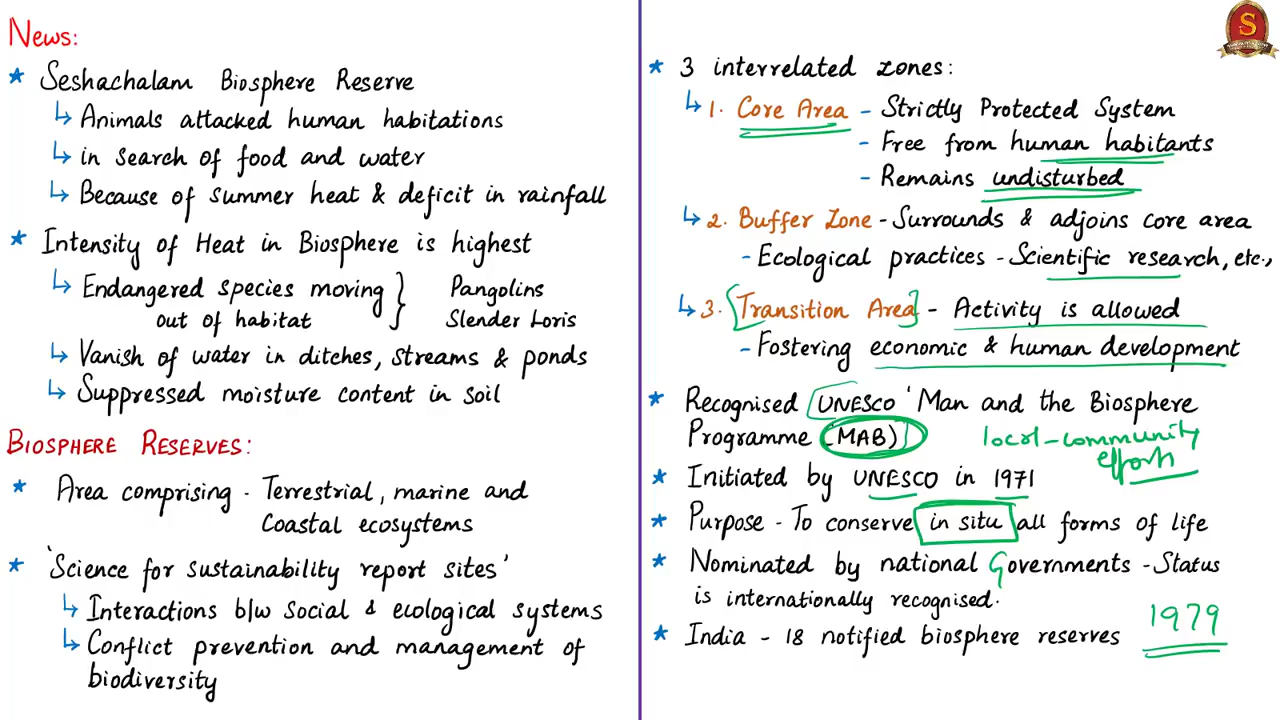 News:
* Seshachalam Biosphere Reserve
↳ Animals attacked human habitations
↳ in search of food and water
↳ Because of summer heat & deficit in rainfall
* Intensity of Heat in Biosphere is highest
↳ Endangered species moving } Pangolins
out of habitat Slender Loris
↳ Vanish of water in ditches, streams & ponds
↳ Suppressed moisture content in soil
BIOSPHERE RESERVES:
* Area comprising - Terrestrial, marine and
Coastal ecosystems
* 'Science for sustainability report sites'
↳ Interactions b/w social & ecological systems
↳ Conflict prevention and management of
biodiversity
* 3 interrelated zones:
↳ 1. Core Area - Strictly Protected System
- Free from human habitants
- Remains undisturbed
↳ 2. Buffer Zone - Surrounds & adjoins core area
- Ecological practices - Scientific research, etc.,
↳ 3. [Transition Area] - Activity is allowed
- Fostering economic & human development
* Recognised UNESCO 'Man and the Biosphere
Programme (MAB) local-community
efforts
* Initiated by UNESCO in 1971
* Purpose - To conserve in situ all forms of life
* Nominated by national Governments - Status
is internationally recognised.
* India - 18 notified biosphere reserves 1979